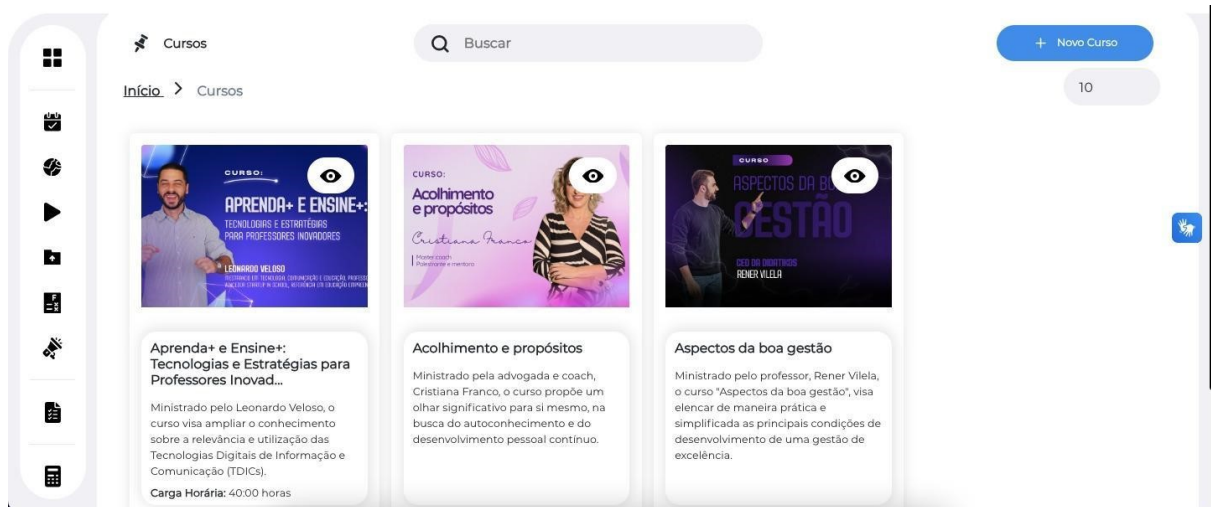 Cursos
Buscar
+ Novo Curso
Início > Cursos
10
CURSO:
APRENDA+ E ENSINE+:
TECNOLOGIAS E ESTRATÉGIAS
PARA PROFESSORES INOVADORES
LEONARDO VELOSO
CURSO:
Acolhimento
e propósitos
Cristiana Franco
Master coach
Palestrante e mentora
CURSO
ASPECTOS DA BO
GESTÃO
CEO DA DIDATIKOS
RENER VILELA
Aprenda+ e Ensine+:
Tecnologias e Estratégias para
Professores Inovad...
Ministrado pelo Leonardo Veloso, o
curso visa ampliar o conhecimento
sobre a relevância e utilização das
Tecnologias Digitais de Informação e
Comunicação (TDICs).
Carga Horária: 40:00 horas
Acolhimento e propósitos
Ministrado pela advogada e coach,
Cristiana Franco, o curso propõe um
olhar significativo para si mesmo, na
busca do autoconhecimento e do
desenvolvimento pessoal contínuo.
Aspectos da boa gestão
Ministrado pelo professor, Rener Vilela,
o curso "Aspectos da boa gestão", visa
elencar de maneira prática e
simplificada as principais condições de
desenvolvimento de uma gestão de
excelência.